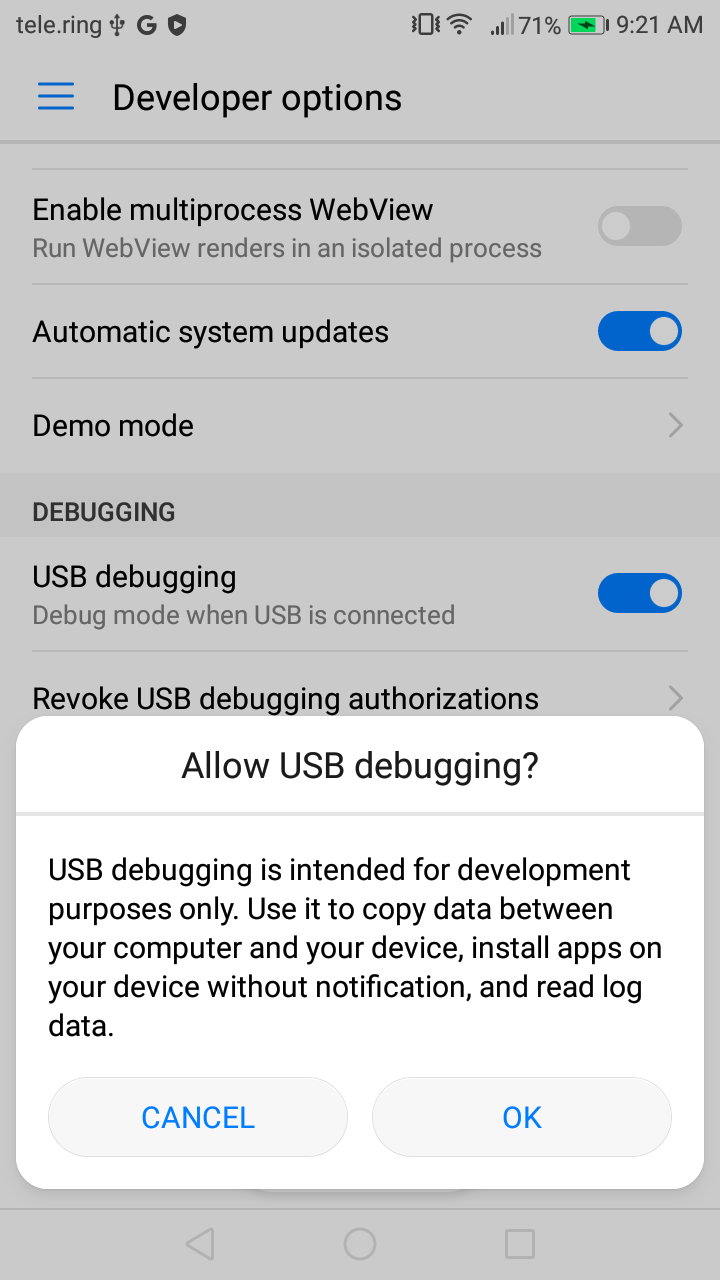 tele.ring 71% 9:21 AM
Developer options
Enable multiprocess WebView
Run WebView renders in an isolated process
Automatic system updates
Demo mode
DEBUGGING
USB debugging
Debug mode when USB is connected
Revoke USB debugging authorizations
Allow USB debugging?
USB debugging is intended for development
purposes only. Use it to copy data between
your computer and your device, install apps on
your device without notification, and read log
data.
CANCEL OK